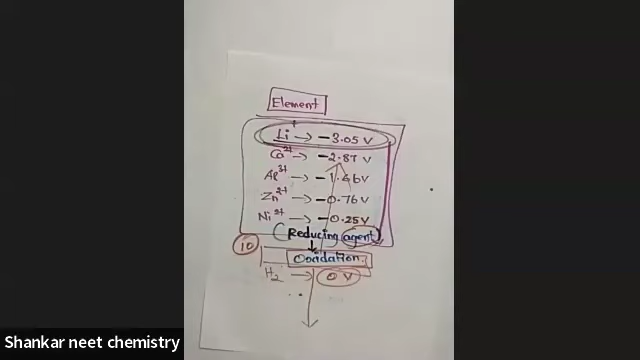 Element
Li⁺ → -3.05 V
Ca²⁺ → -2.87 V
Al³⁺ → -1.66 V
Zn²⁺ → -0.76 V
Ni²⁺ → -0.25 V
(Reducing agent)
↓
10
Oxidation
H₂ → 0 V
Shankar neet chemistry